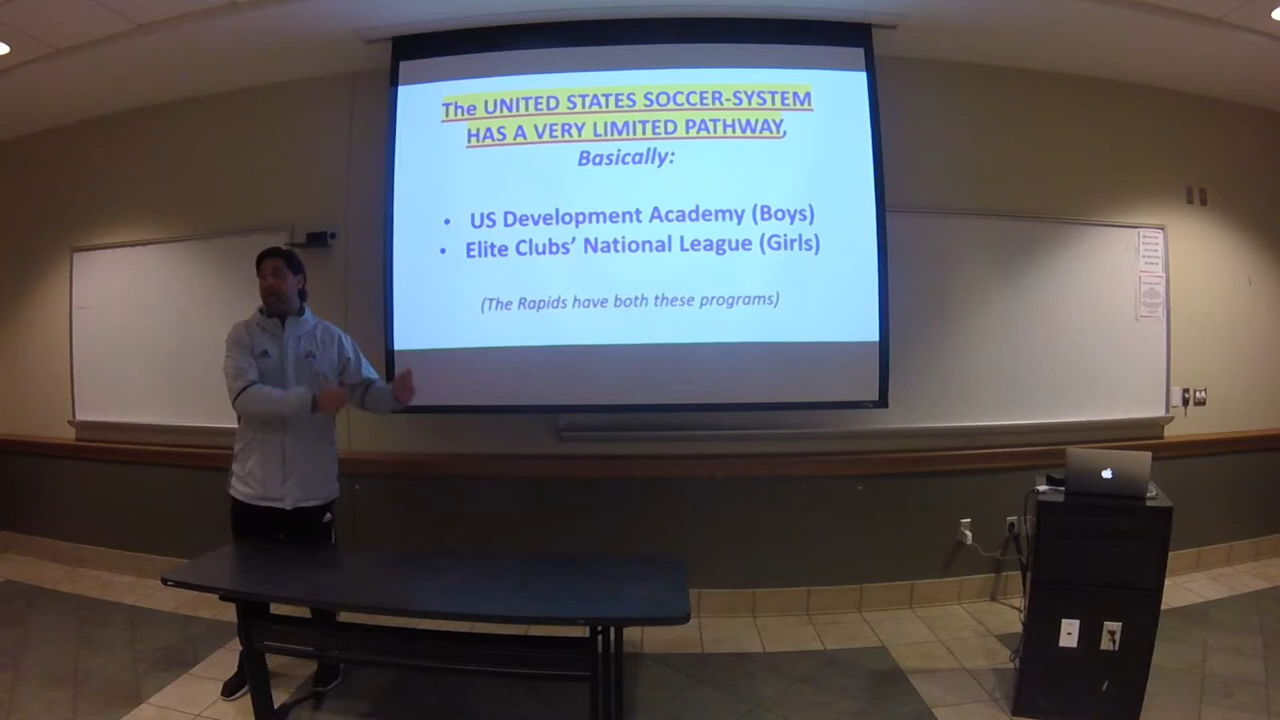 The UNITED STATES SOCCER-SYSTEM
HAS A VERY LIMITED PATHWAY,
Basically:
• US Development Academy (Boys)
• Elite Clubs’ National League (Girls)
(The Rapids have both these programs)